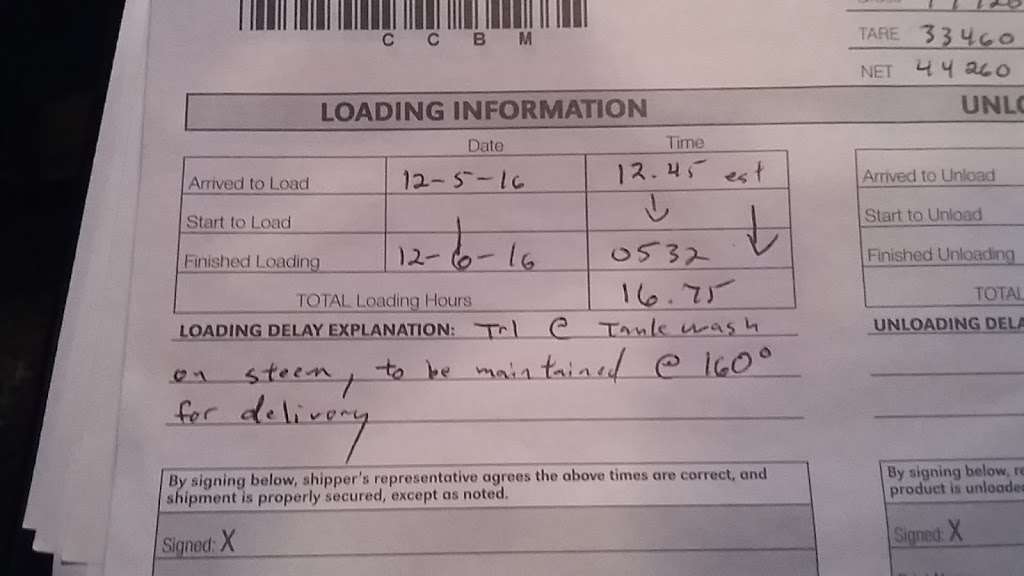 C C B M
TARE 33460
NET 44260
LOADING INFORMATION
Date Time
Arrived to Load 12-5-16 12.45 est
Start to Load
Finished Loading 12-6-16 0532
TOTAL Loading Hours 16.75
LOADING DELAY EXPLANATION: Trl @ Tank wash
on steem, to be maintained @ 160°
for delivory
By signing below, shipper's representative agrees the above times are correct, and
shipment is properly secured, except as noted.
Signed: X
UNLO
Arrived to Unload
Start to Unload
Finished Unloading
TOTAL
UNLOADING DELA
By signing below, re
product is unloaded
Signed: X